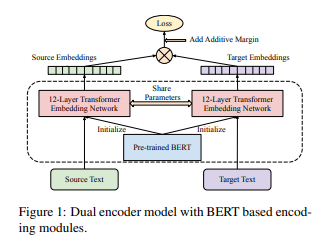 Loss
Add Additive Margin
Source Embeddings
Target Embeddings
Share
Parameters
12-Layer Transformer
Embedding Network
12-Layer Transformer
Embedding Network
Initialize
Initialize
Pre-trained BERT
Source Text
Target Text
Figure 1: Dual encoder model with BERT based encod-
ing modules.